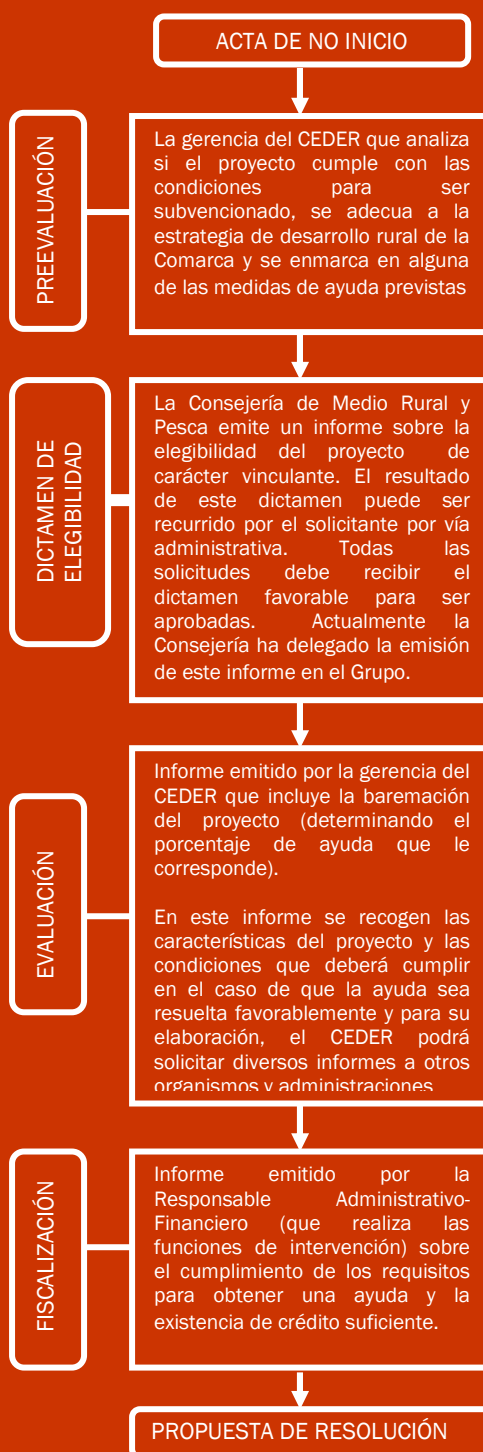 ACTA DE NO INICIO
PREEVALUACIÓN
La gerencia del CEDER que analiza
si el proyecto cumple con las
condiciones para ser
subvencionado, se adecua a la
estrategia de desarrollo rural de la
Comarca y se enmarca en alguna
de las medidas de ayuda previstas
DICTAMEN DE
ELEGIBILIDAD
La Consejería de Medio Rural y
Pesca emite un informe sobre la
elegibilidad del proyecto de
carácter vinculante. El resultado
de este dictamen puede ser
recurrido por el solicitante por vía
administrativa. Todas las
solicitudes debe recibir el
dictamen favorable para ser
aprobadas. Actualmente la
Consejería ha delegado la emisión
de este informe en el Grupo.
EVALUACIÓN
Informe emitido por la gerencia del
CEDER que incluye la baremación
del proyecto (determinando el
porcentaje de ayuda que le
corresponde).
En este informe se recogen las
características del proyecto y las
condiciones que deberá cumplir
en el caso de que la ayuda sea
resuelta favorablemente y para su
elaboración, el CEDER podrá
solicitar diversos informes a otros
organismos y administraciones
FISCALIZACIÓN
Informe emitido por la
Responsable Administrativo-
Financiero (que realiza las
funciones de intervención) sobre
el cumplimiento de los requisitos
para obtener una ayuda y la
existencia de crédito suficiente.
PROPUESTA DE RESOLUCIÓN